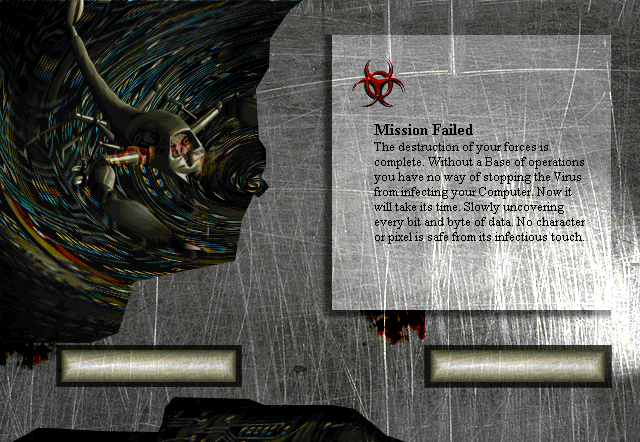 Mission Failed
The destruction of your forces is
complete. Without a Base of operations
you have no way of stopping the Virus
from infecting your Computer. Now it
will take its time. Slowly uncovering
every bit and byte of data. No character
or pixel is safe from its infectious touch.